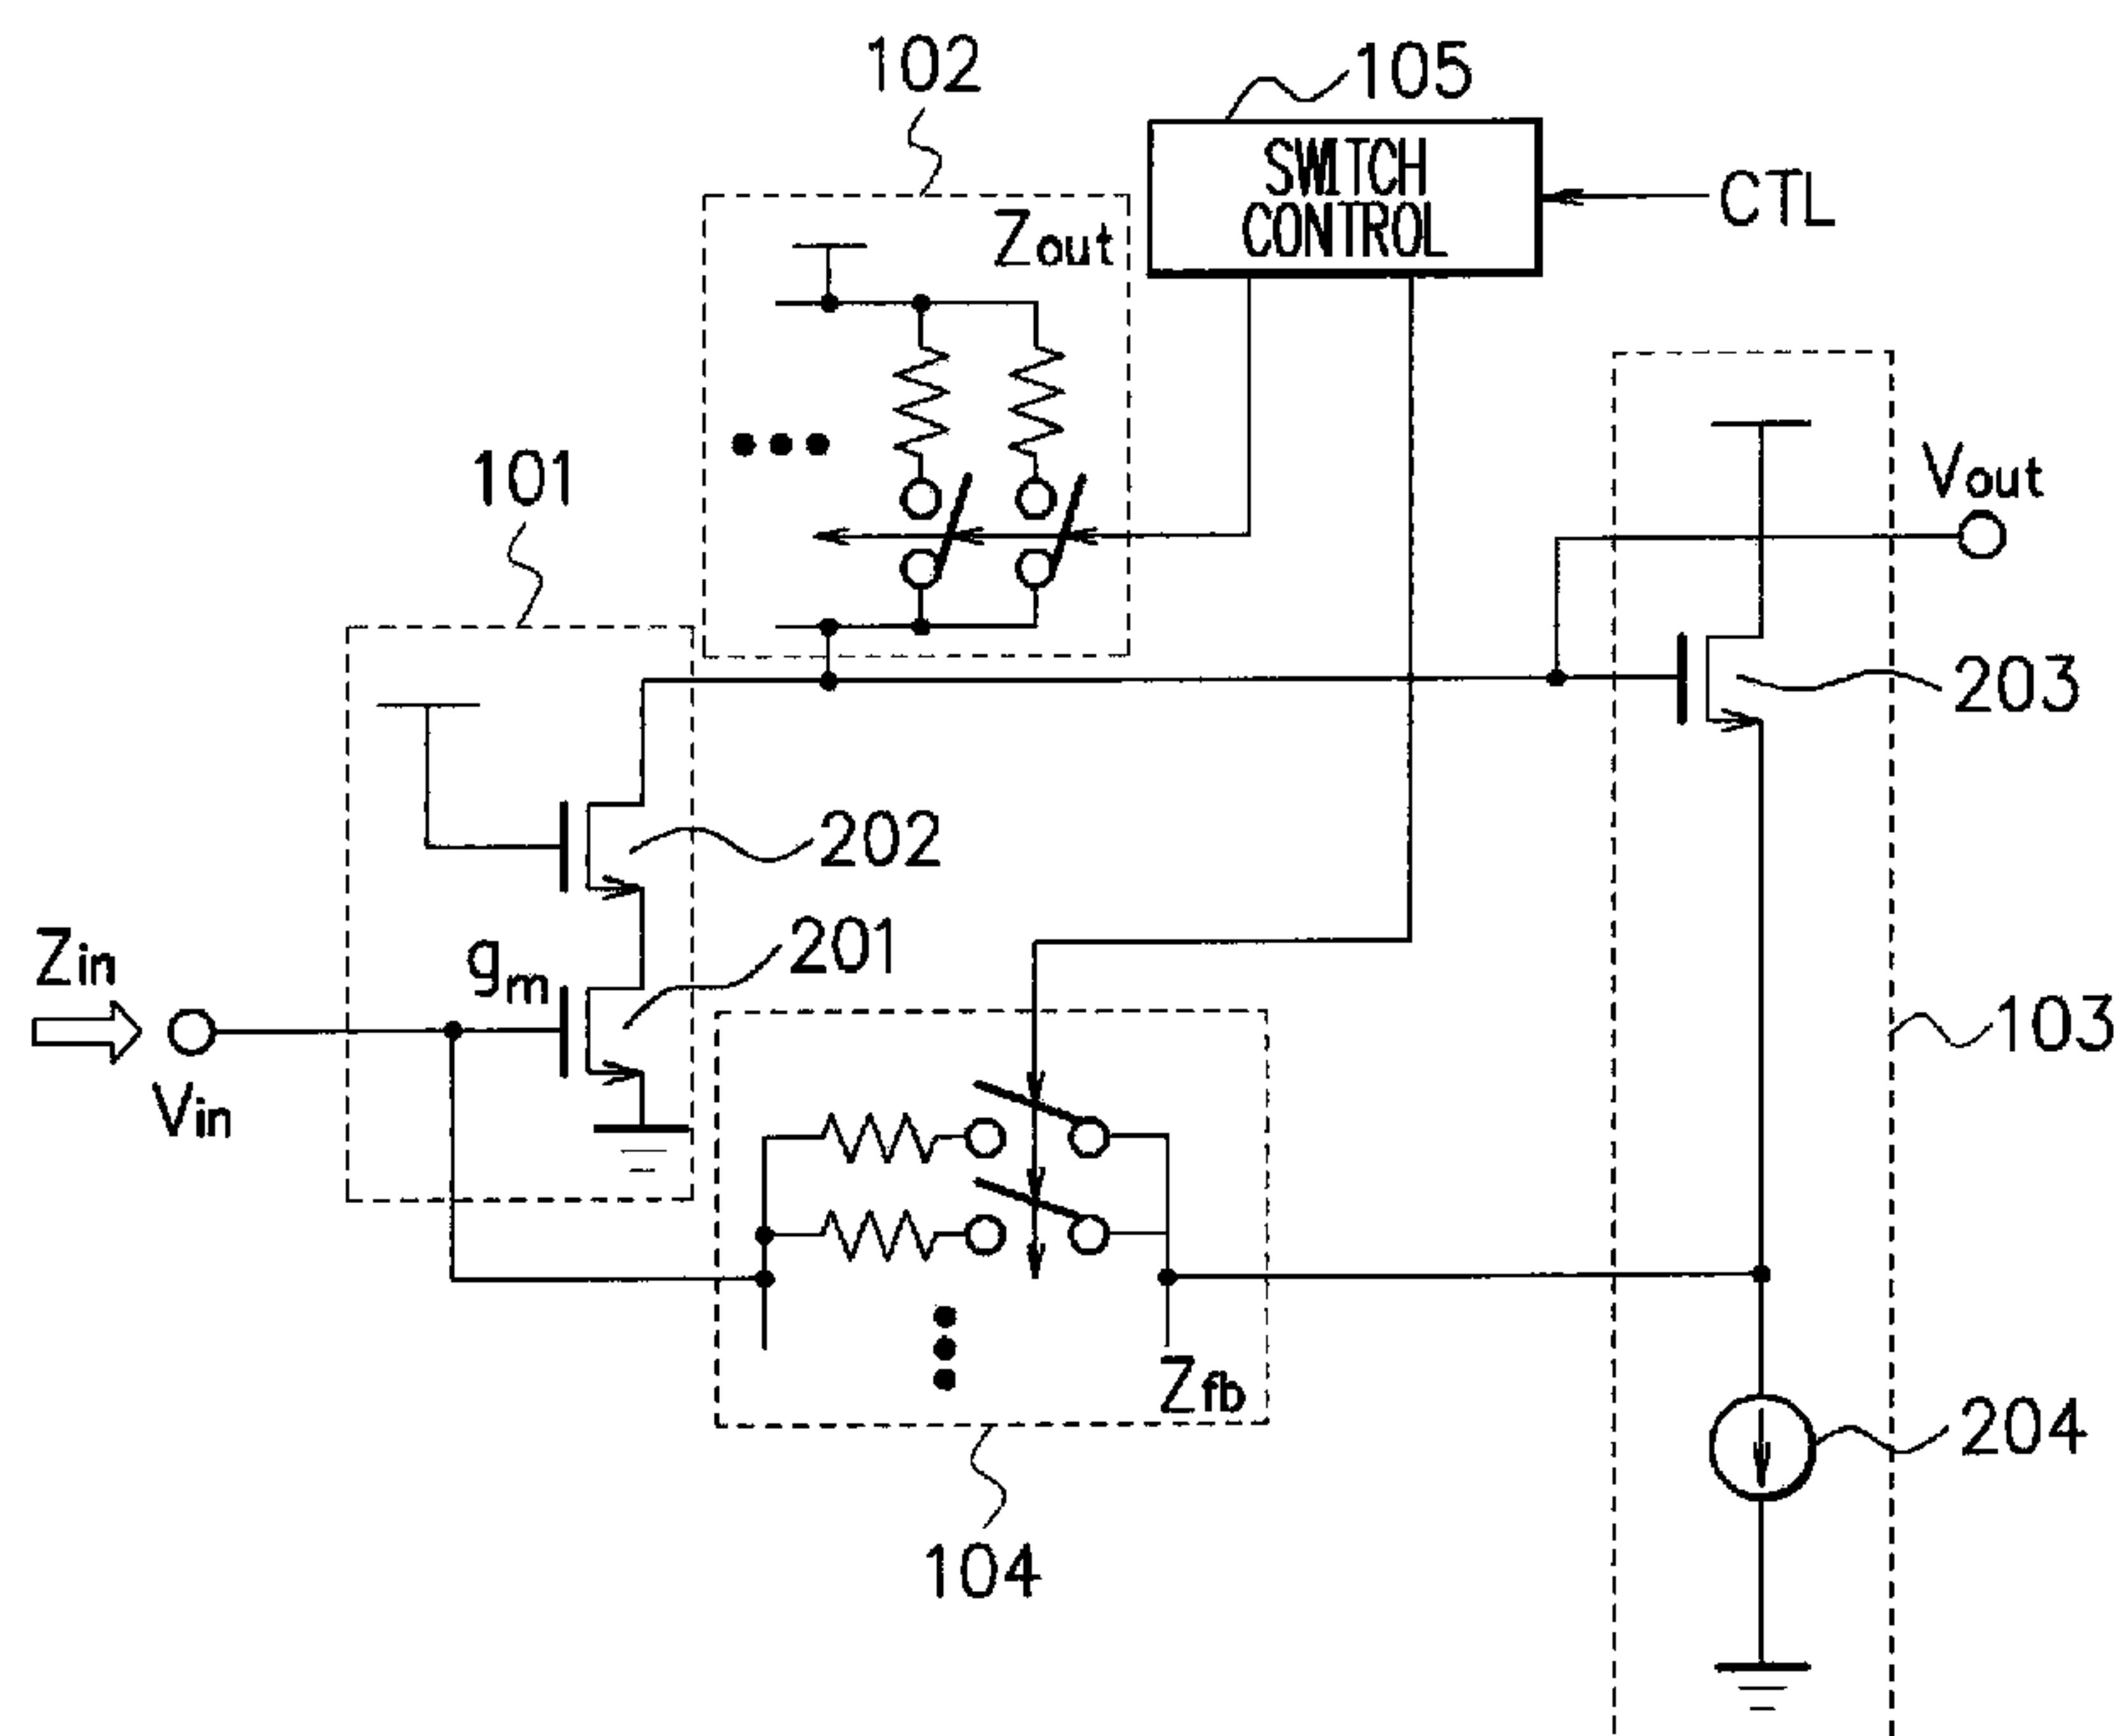 102
105
SWITCH
CONTROL
CTL
Zout
101
Vout
203
202
201
gm
Zin
Vin
103
Zfb
204
104